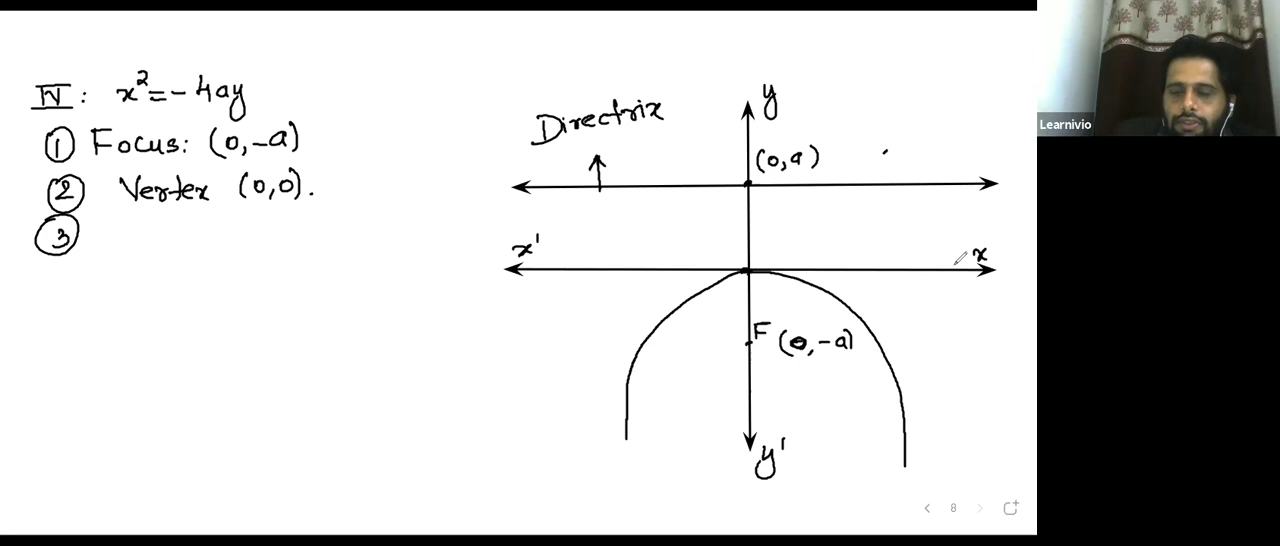 IV: x²=-4ay
① Focus: (0,-a)
② Vertex (0,0).
③
Directrix
y
(0,a)
x'
x
F (0,-a)
y'
Learnivio
8